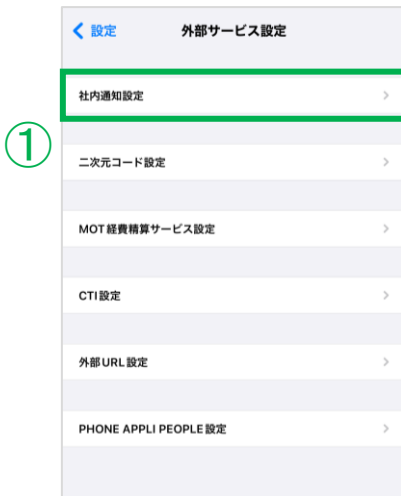 設定 外部サービス設定
社内通知設定
①
二次元コード設定
MOT経費精算サービス設定
CTI設定
外部URL設定
PHONE APPLI PEOPLE設定